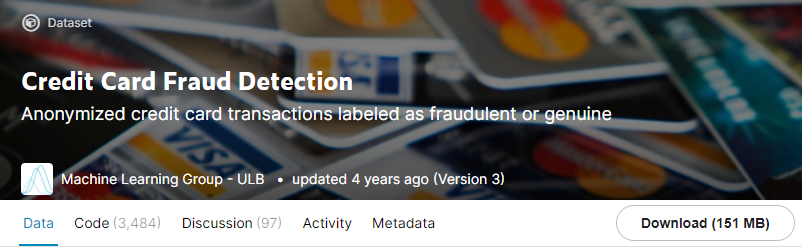 Dataset
Credit Card Fraud Detection
Anonymized credit card transactions labeled as fraudulent or genuine
Machine Learning Group - ULB • updated 4 years ago (Version 3)
Data Code (3,484) Discussion (97) Activity Metadata Download (151 MB)
VISA